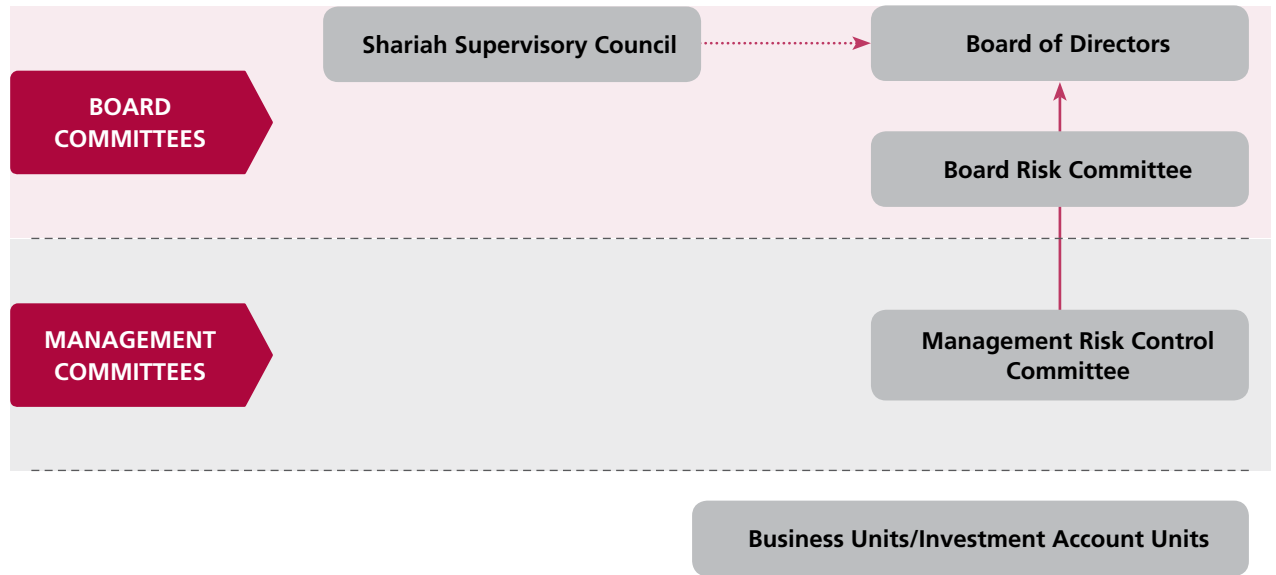 Shariah Supervisory Council
Board of Directors
BOARD
COMMITTEES
Board Risk Committee
MANAGEMENT
COMMITTEES
Management Risk Control
Committee
Business Units/Investment Account Units